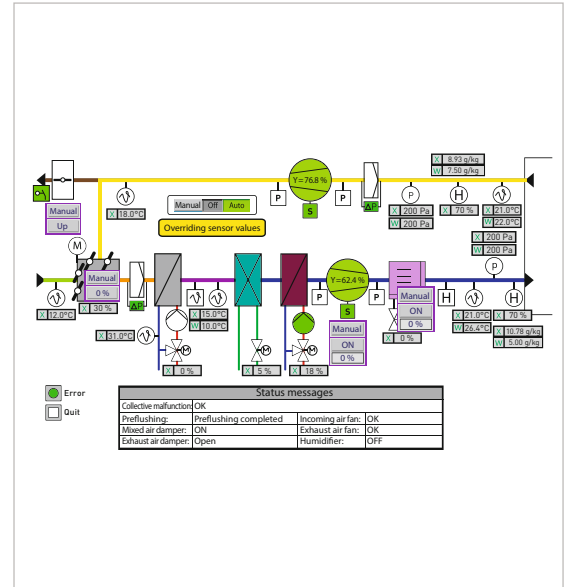 X 8.93 g/kg
W 7.50 g/kg
Y=76.8 %
P
P
S
ΔP
P
H
Manual
Up
X 18.0°C
Manual Off Auto
Overriding sensor values
X 200 Pa
W 200 Pa
X 70 %
X 21.0°C
W 22.0°C
X 200 Pa
W 200 Pa
M
p
Manual
0 %
X 30 %
X 12.0°C
ΔP
Y=62.4 %
P
P
S
H
H
Manual
ON
0 %
X 15.0°C
W 10.0°C
X 31.0°C
M
M
M
Manual
ON
0 %
X 0 %
X 21.0°C
W 26.4°C
X 70 %
X 10.78 g/kg
W 5.00 g/kg
X 0 %
X 5 %
X 18 %
Error
Quit
Status messages
Collective malfunction: OK
Preflushing: Preflushing completed Incoming air fan: OK
Mixed air damper: ON Exhaust air fan: OK
Exhaust air damper: Open Humidifier: OFF